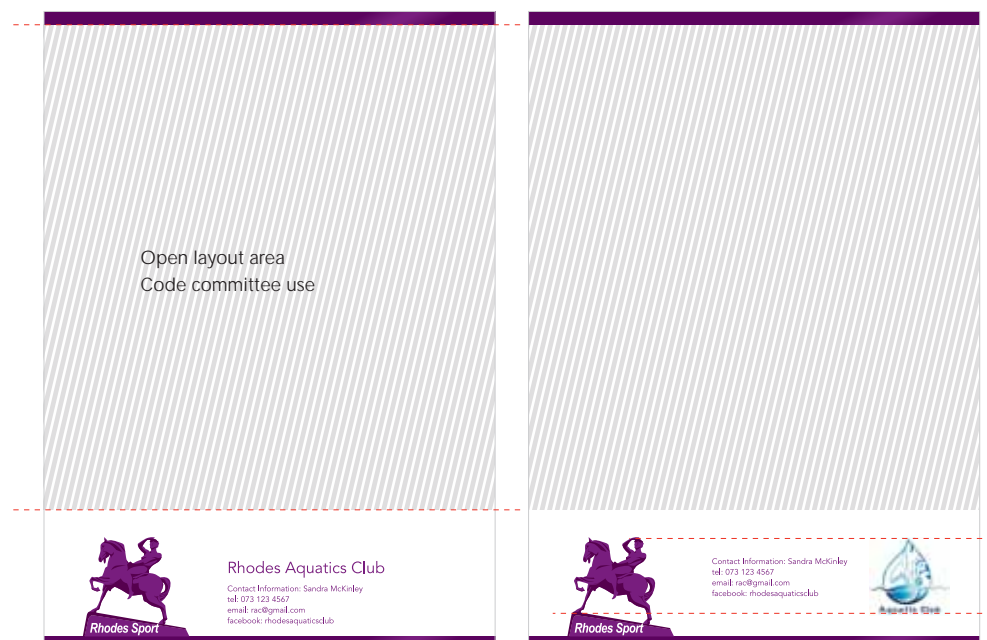 Open layout area
Code committee use
Rhodes Aquatics Club
Contact Information: Sandra McKinley
tel: 073 123 4567
email: rac@gmail.com
facebook: rhodesaquaticsclub
Rhodes Sport
Contact Information: Sandra McKinley
tel: 073 123 4567
email: rac@gmail.com
facebook: rhodesaquaticsclub
Aquatic Club
Rhodes Sport